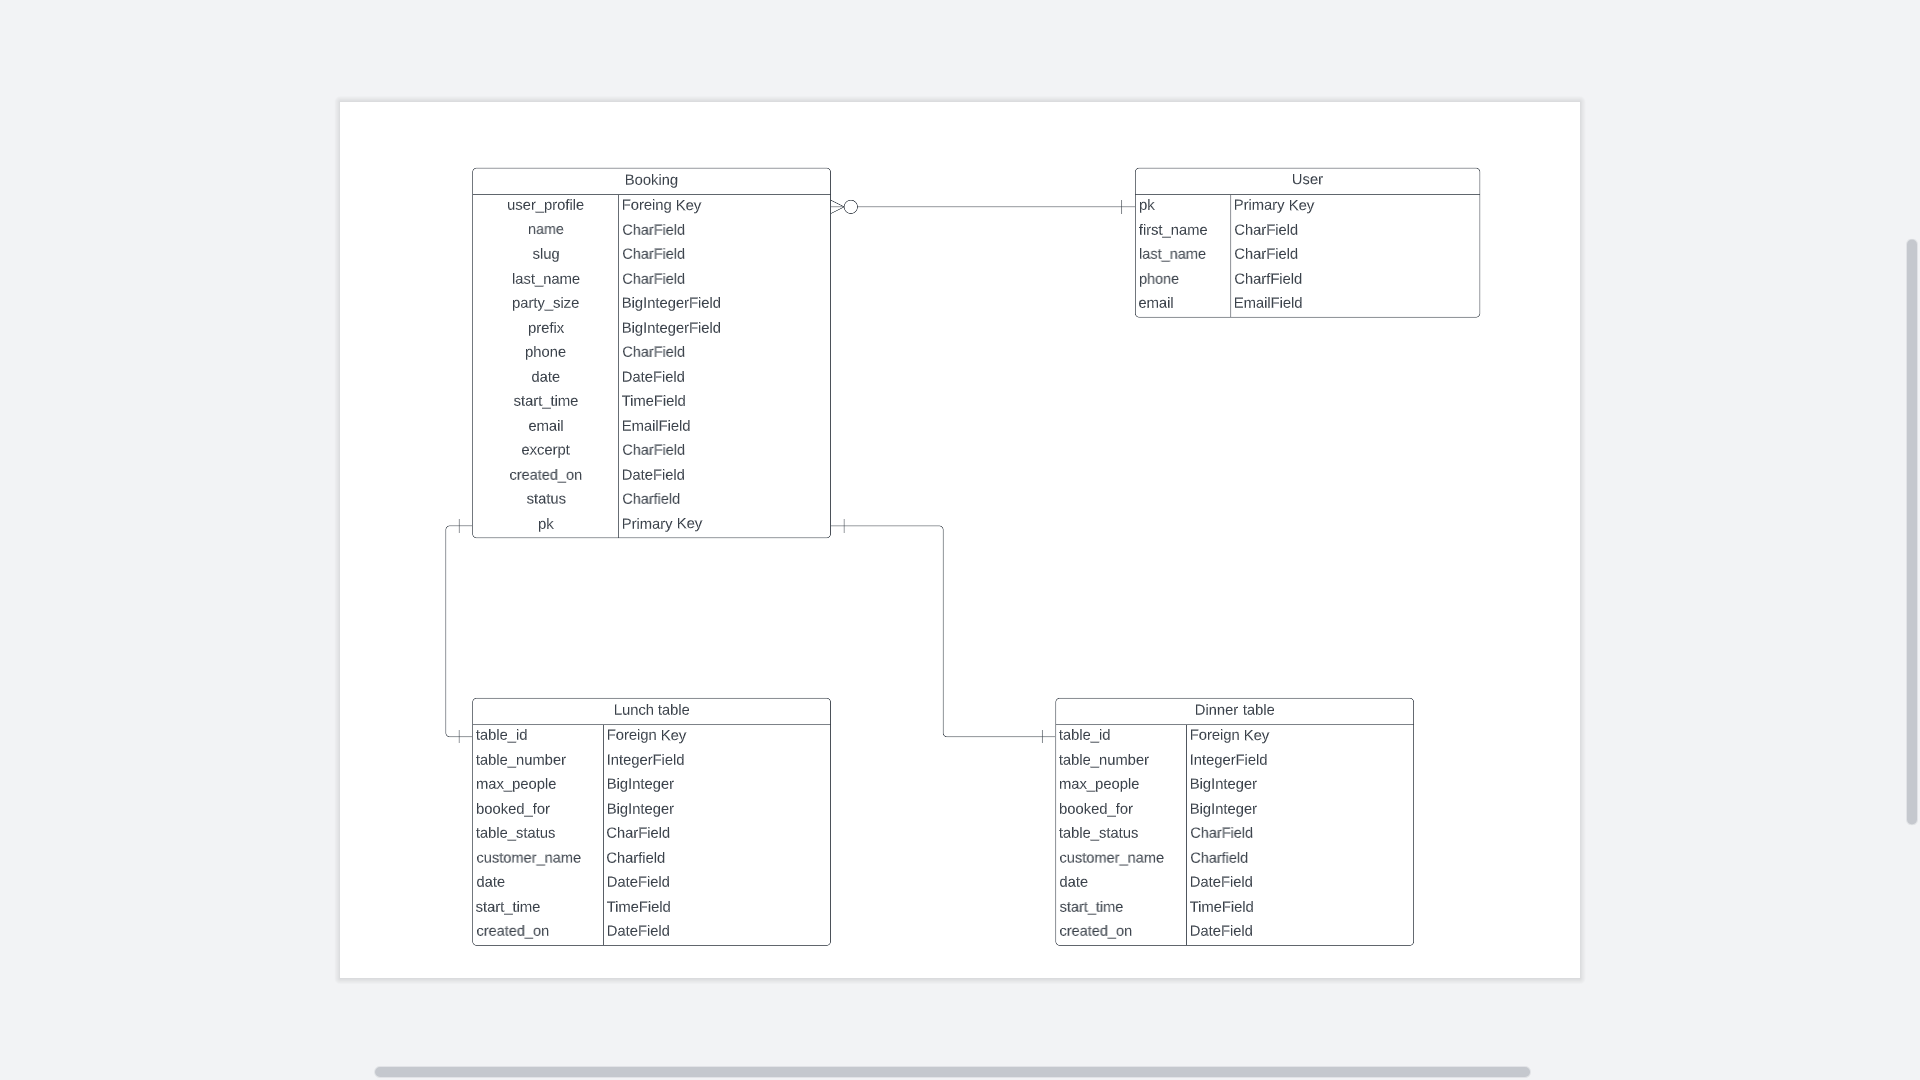 Booking
user_profile Foreing Key
name CharField
slug CharField
last_name CharField
party_size BigIntegerField
prefix BigIntegerField
phone CharField
date DateField
start_time TimeField
email EmailField
excerpt CharField
created_on DateField
status Charfield
pk Primary Key
User
pk Primary Key
first_name CharField
last_name CharField
phone CharfField
email EmailField
Lunch table
table_id Foreign Key
table_number IntegerField
max_people BigInteger
booked_for BigInteger
table_status CharField
customer_name Charfield
date DateField
start_time TimeField
created_on DateField
Dinner table
table_id Foreign Key
table_number IntegerField
max_people BigInteger
booked_for BigInteger
table_status CharField
customer_name Charfield
date DateField
start_time TimeField
created_on DateField